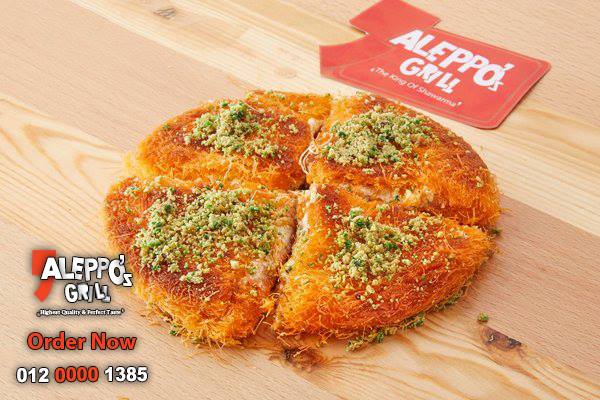 ALEPPO's
GRILL
The King Of Shawarma
ALEPPO's
GRILL
Highest Quality & Perfect Taste
Order Now
012 0000 1385